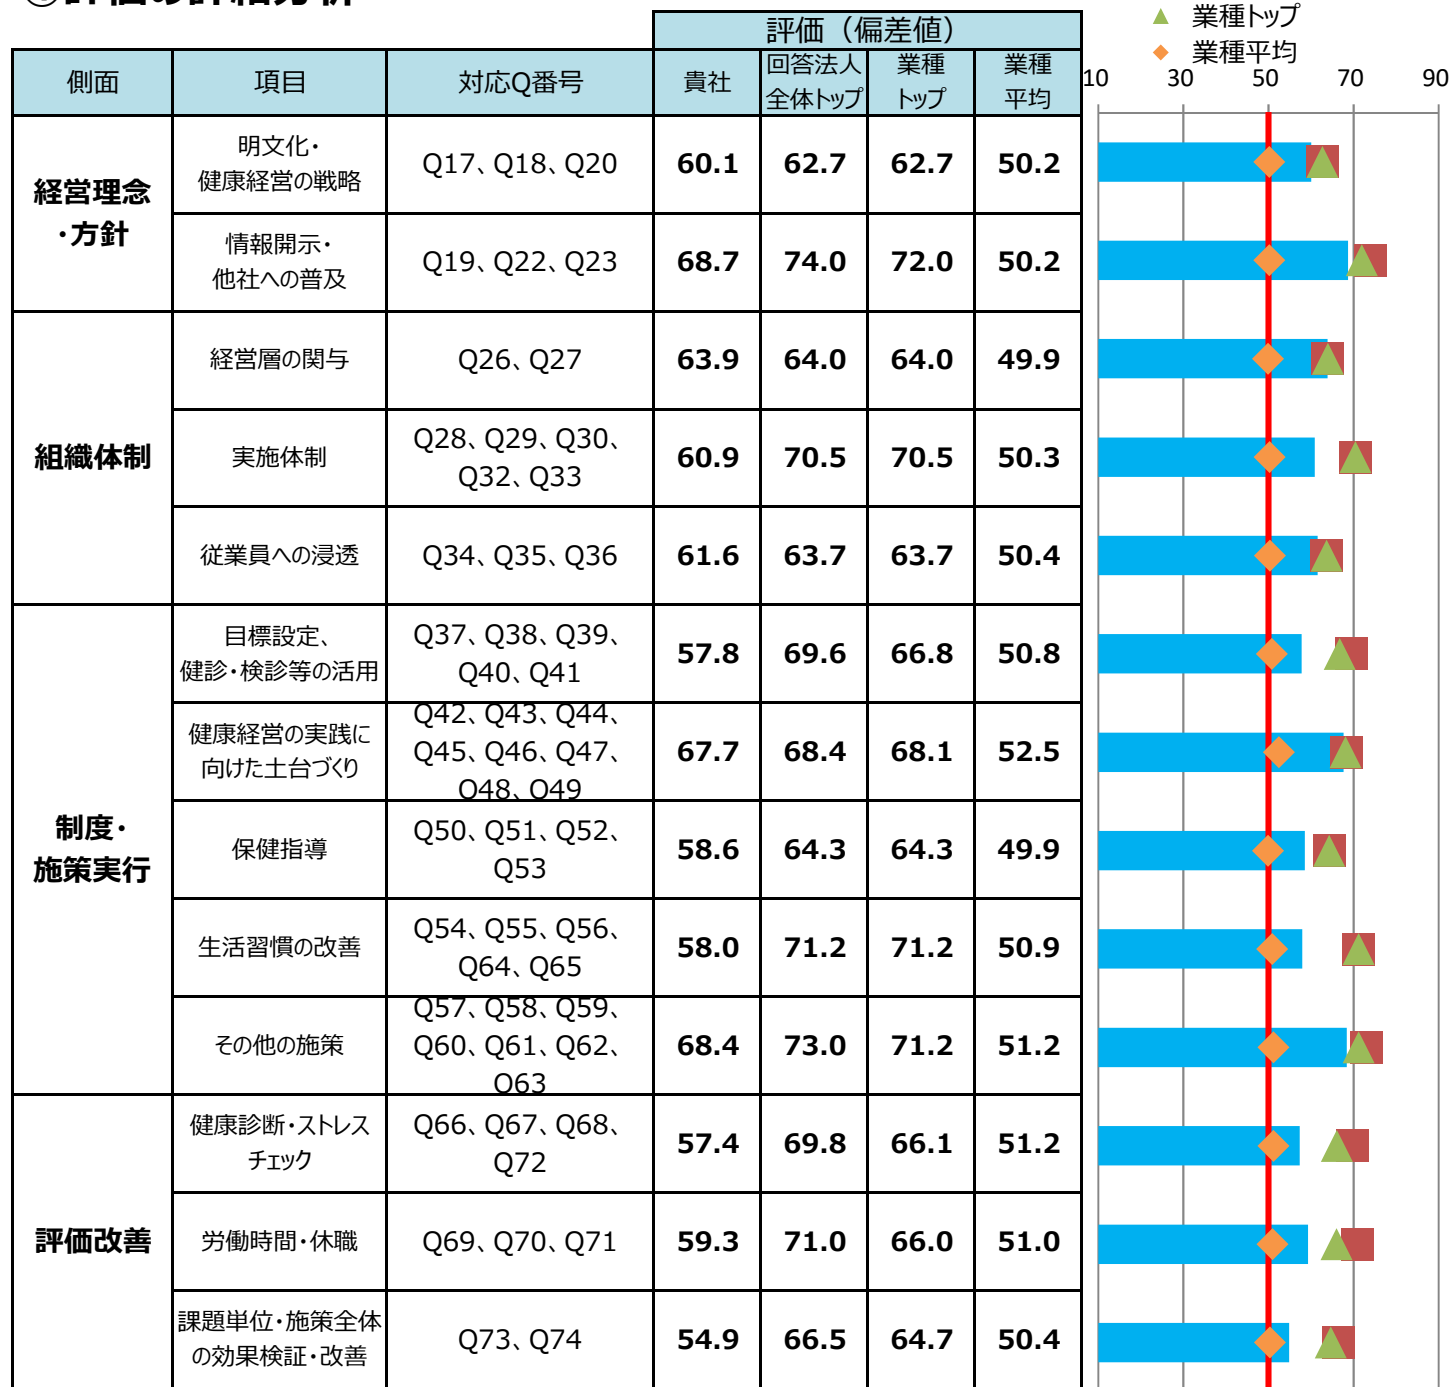 評価（偏差値）
▲ 業種トップ
◆ 業種平均
側面 項目 対応Q番号 貴社 回答法人 業種 業種
全体トップ トップ 平均
10 30 50 70 90
経営理念
・方針
明文化・
健康経営の戦略
Q17、Q18、Q20 60.1 62.7 62.7 50.2
情報開示・
他社への普及
Q19、Q22、Q23 68.7 74.0 72.0 50.2
組織体制
経営層の関与 Q26、Q27 63.9 64.0 64.0 49.9
実施体制
Q28、Q29、Q30、
Q32、Q33
60.9 70.5 70.5 50.3
従業員への浸透 Q34、Q35、Q36 61.6 63.7 63.7 50.4
制度・
施策実行
目標設定、
健診・検診等の活用
Q37、Q38、Q39、
Q40、Q41
57.8 69.6 66.8 50.8
健康経営の実践に
向けた土台づくり
Q42、Q43、Q44、
Q45、Q46、Q47、
Q48、Q49
67.7 68.4 68.1 52.5
保健指導
Q50、Q51、Q52、
Q53
58.6 64.3 64.3 49.9
生活習慣の改善
Q54、Q55、Q56、
Q64、Q65
58.0 71.2 71.2 50.9
その他の施策
Q57、Q58、Q59、
Q60、Q61、Q62、
Q63
68.4 73.0 71.2 51.2
評価改善
健康診断・ストレス
チェック
Q66、Q67、Q68、
Q72
57.4 69.8 66.1 51.2
労働時間・休職 Q69、Q70、Q71 59.3 71.0 66.0 51.0
課題単位・施策全体
の効果検証・改善
Q73、Q74 54.9 66.5 64.7 50.4